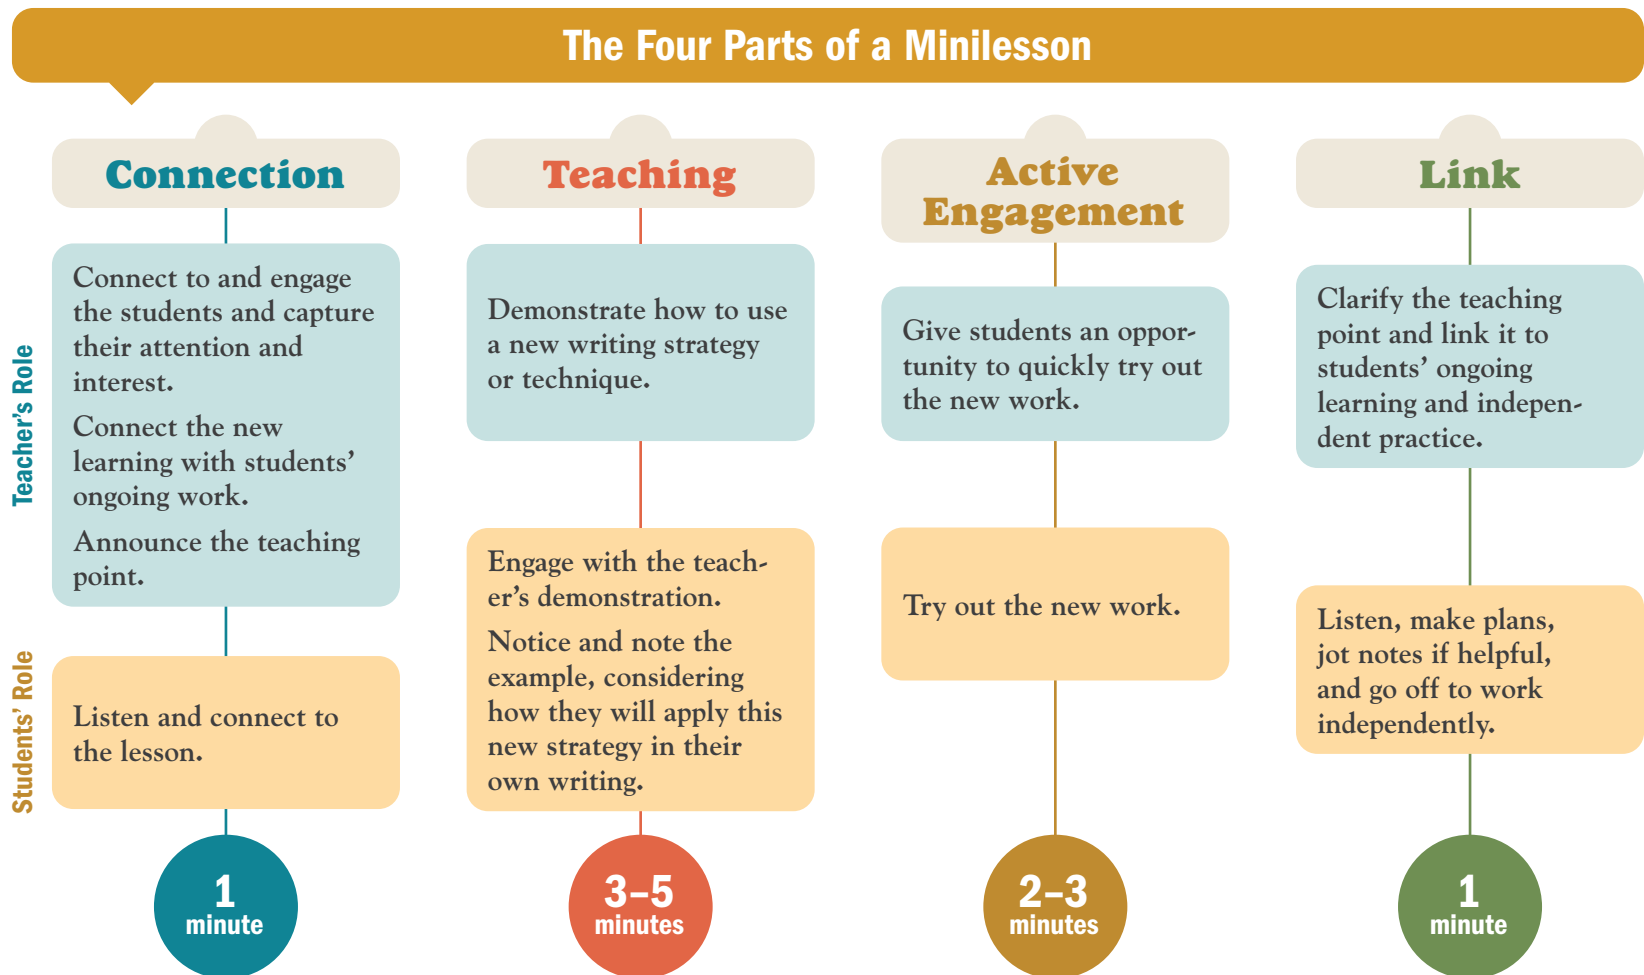 The Four Parts of a Minilesson
Teacher's Role
Students' Role
Connection
Connect to and engage
the students and capture
their attention and
interest.
Connect the new
learning with students'
ongoing work.
Announce the teaching
point.
Listen and connect to
the lesson.
1
minute
Teaching
Demonstrate how to use
a new writing strategy
or technique.
Engage with the teach-
er's demonstration.
Notice and note the
example, considering
how they will apply this
new strategy in their
own writing.
3–5
minutes
Active
Engagement
Give students an oppor-
tunity to quickly try out
the new work.
Try out the new work.
2–3
minutes
Link
Clarify the teaching
point and link it to
students' ongoing
learning and indepen-
dent practice.
Listen, make plans,
jot notes if helpful,
and go off to work
independently.
1
minute